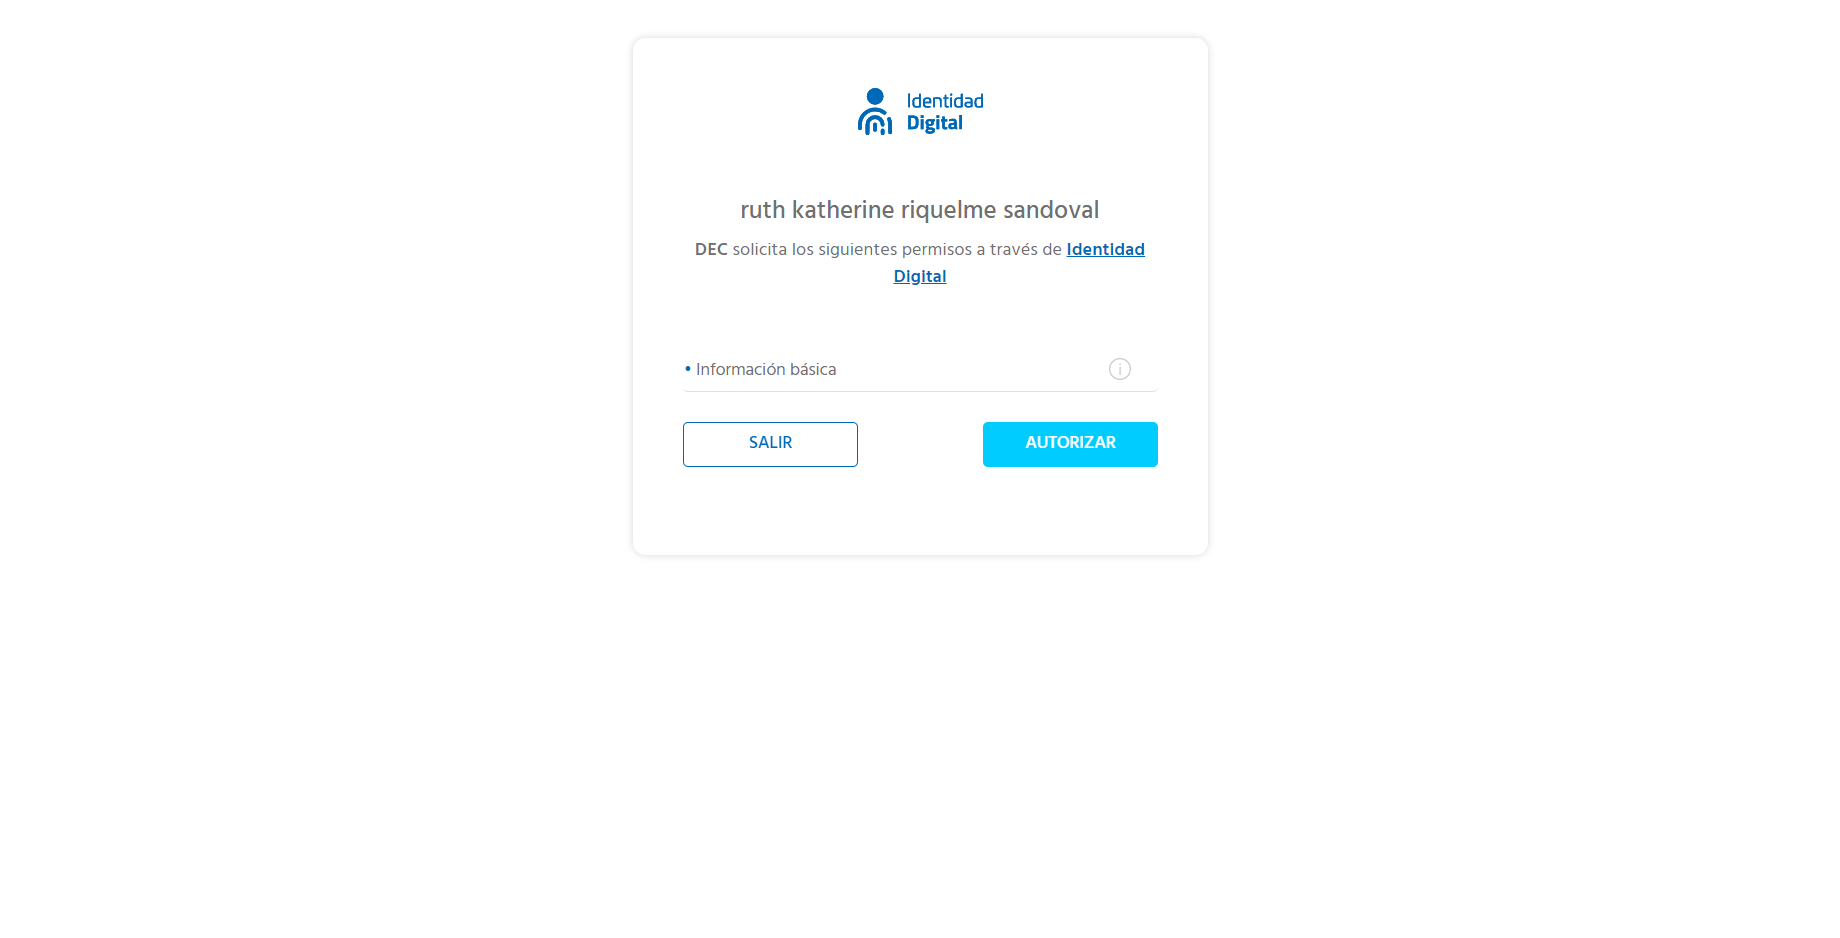 Identidad
Digital
ruth katherine riquelme sandoval
DEC solicita los siguientes permisos a través de Identidad
Digital
• Información básica
SALIR
AUTORIZAR